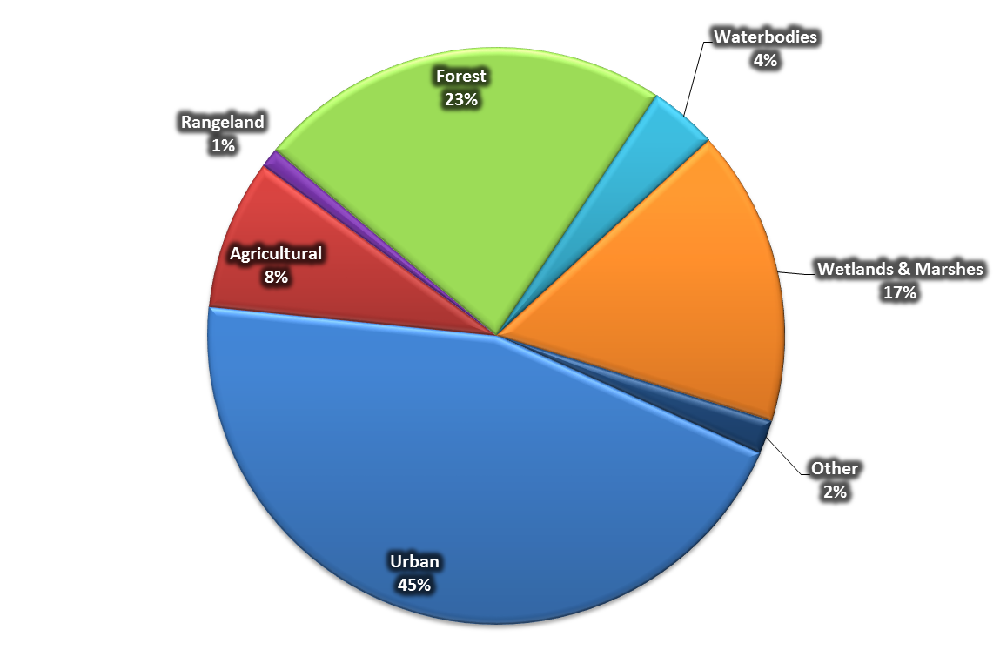 Waterbodies
4%
Forest
23%
Rangeland
1%
Agricultural
8%
Wetlands & Marshes
17%
Other
2%
Urban
45%